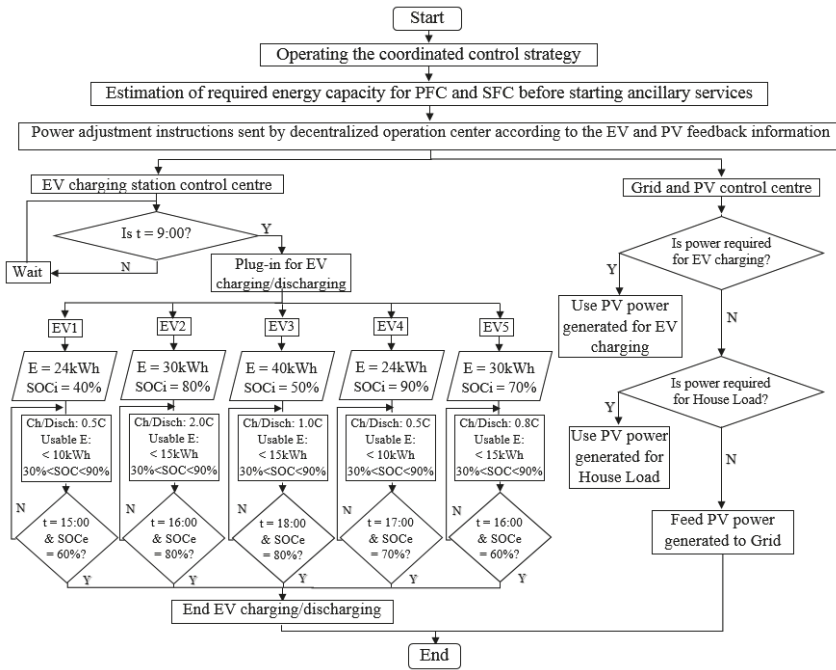 Start
Operating the coordinated control strategy
Estimation of required energy capacity for PFC and SFC before starting ancillary services
Power adjustment instructions sent by decentralized operation center according to the EV and PV feedback information
EV charging station control centre
Is t = 9:00?
Y
N
Wait
Plug-in for EV
charging/discharging
EV1
EV2
EV3
EV4
EV5
E = 24kWh
SOCi = 40%
E = 30kWh
SOCi = 80%
E = 40kWh
SOCi = 50%
E = 24kWh
SOCi = 90%
E = 30kWh
SOCi = 70%
Ch/Disch: 0.5C
Usable E:
< 10kWh
30%<SOC<90%
Ch/Disch: 2.0C
Usable E:
< 15kWh
30%<SOC<90%
Ch/Disch: 1.0C
Usable E:
< 15kWh
30%<SOC<90%
Ch/Disch: 0.5C
Usable E:
< 10kWh
30%<SOC<90%
Ch/Disch: 0.8C
Usable E:
< 15kWh
30%<SOC<90%
N
t = 15:00
& SOCe
= 60%?
Y
N
t = 16:00
& SOCe
= 80%?
Y
N
t = 18:00
& SOCe
= 80%?
Y
N
t = 17:00
& SOCe
= 70%?
Y
N
t = 16:00
& SOCe
= 60%?
Y
End EV charging/discharging
Grid and PV control centre
Is power required
for EV charging?
Y
Use PV power
generated for EV
charging
N
Is power required
for House Load?
Y
Use PV power
generated for
House Load
N
Feed PV power
generated to Grid
End